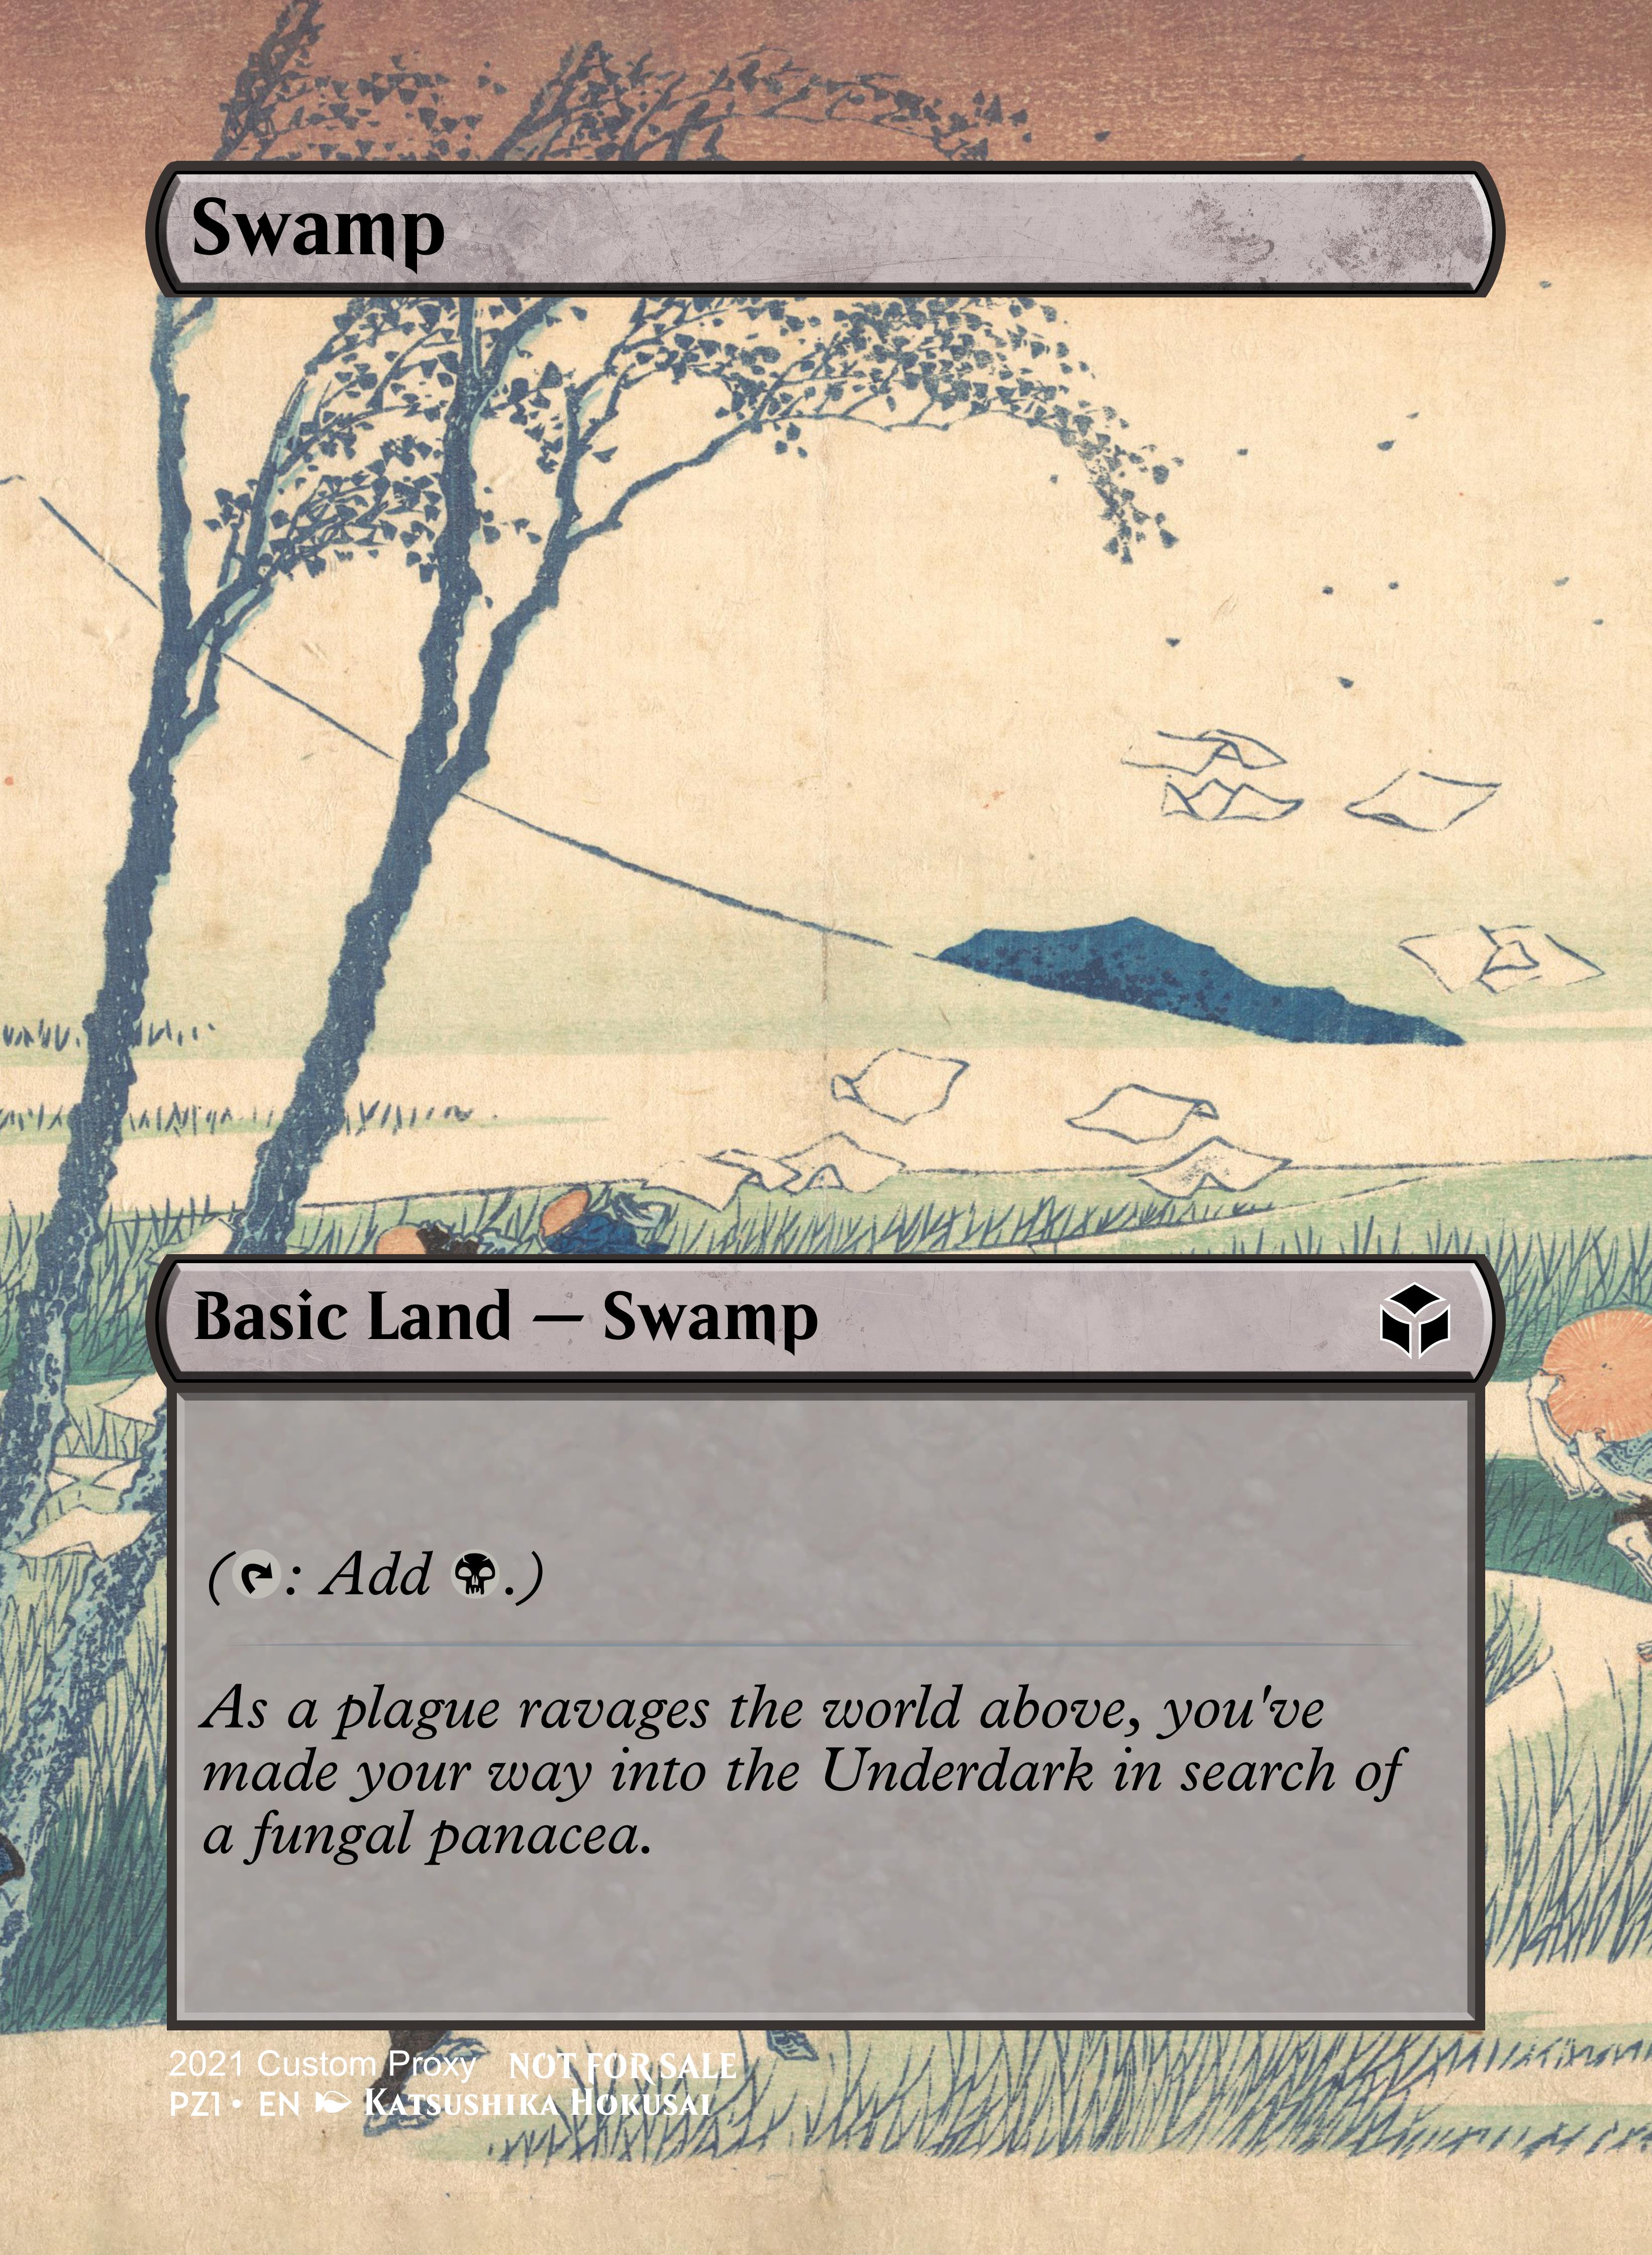 Swamp
Basic Land — Swamp
(: Add .)
As a plague ravages the world above, you've
made your way into the Underdark in search of
a fungal panacea.
2021 Custom Proxy NOT FOR SALE
PZ1 • EN KATSUSHIKA HOKUSAI